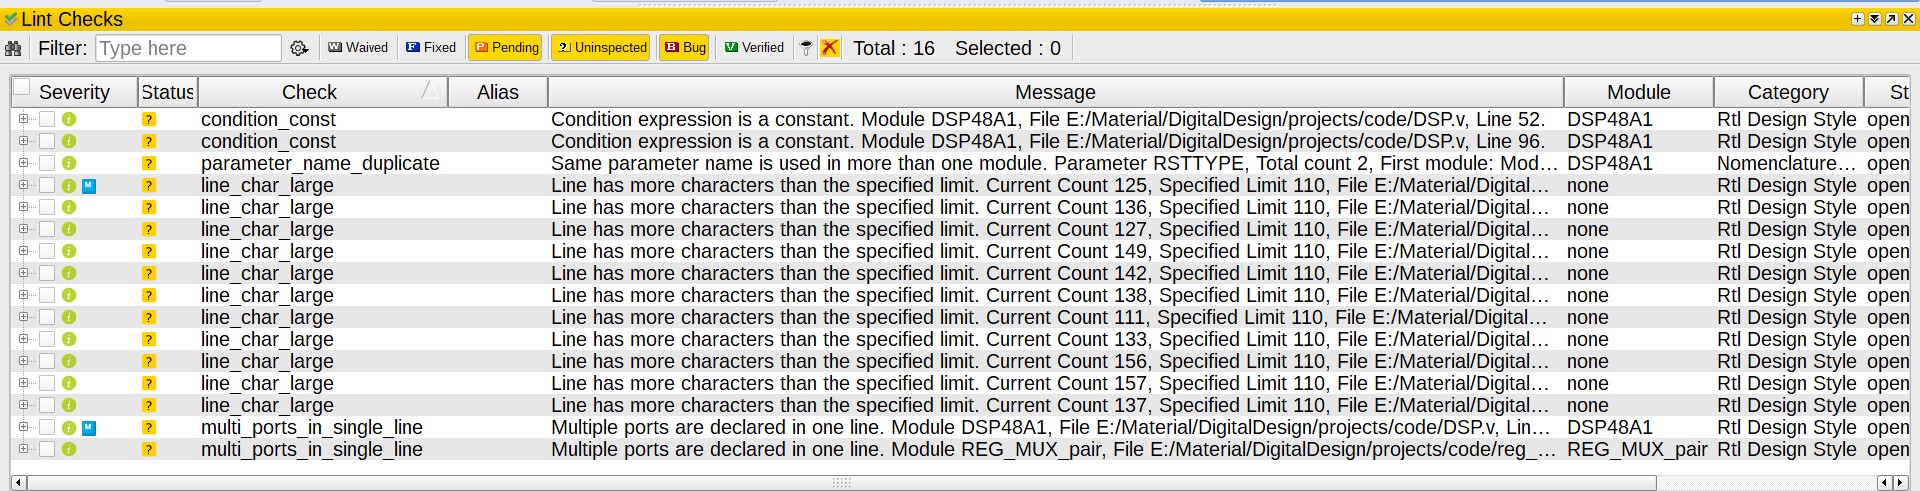 Lint Checks
Filter: Type here W Waived F Fixed P Pending ? Uninspected B Bug V Verified Total : 16 Selected : 0
Severity Status Check Alias Message Module Category St
i ? condition_const Condition expression is a constant. Module DSP48A1, File E:/Material/DigitalDesign/projects/code/DSP.v, Line 52. DSP48A1 Rtl Design Style open
i ? condition_const Condition expression is a constant. Module DSP48A1, File E:/Material/DigitalDesign/projects/code/DSP.v, Line 96. DSP48A1 Rtl Design Style open
i ? parameter_name_duplicate Same parameter name is used in more than one module. Parameter RSTTYPE, Total count 2, First module: Mod... DSP48A1 Nomenclature... open
i M ? line_char_large Line has more characters than the specified limit. Current Count 125, Specified Limit 110, File E:/Material/Digital... none Rtl Design Style open
i ? line_char_large Line has more characters than the specified limit. Current Count 136, Specified Limit 110, File E:/Material/Digital... none Rtl Design Style open
i ? line_char_large Line has more characters than the specified limit. Current Count 127, Specified Limit 110, File E:/Material/Digital... none Rtl Design Style open
i ? line_char_large Line has more characters than the specified limit. Current Count 149, Specified Limit 110, File E:/Material/Digital... none Rtl Design Style open
i ? line_char_large Line has more characters than the specified limit. Current Count 142, Specified Limit 110, File E:/Material/Digital... none Rtl Design Style open
i ? line_char_large Line has more characters than the specified limit. Current Count 138, Specified Limit 110, File E:/Material/Digital... none Rtl Design Style open
i ? line_char_large Line has more characters than the specified limit. Current Count 111, Specified Limit 110, File E:/Material/Digital... none Rtl Design Style open
i ? line_char_large Line has more characters than the specified limit. Current Count 133, Specified Limit 110, File E:/Material/Digital... none Rtl Design Style open
i ? line_char_large Line has more characters than the specified limit. Current Count 156, Specified Limit 110, File E:/Material/Digital... none Rtl Design Style open
i ? line_char_large Line has more characters than the specified limit. Current Count 157, Specified Limit 110, File E:/Material/Digital... none Rtl Design Style open
i ? line_char_large Line has more characters than the specified limit. Current Count 137, Specified Limit 110, File E:/Material/Digital... none Rtl Design Style open
i M ? multi_ports_in_single_line Multiple ports are declared in one line. Module DSP48A1, File E:/Material/DigitalDesign/projects/code/DSP.v, Lin... DSP48A1 Rtl Design Style open
i ? multi_ports_in_single_line Multiple ports are declared in one line. Module REG_MUX_pair, File E:/Material/DigitalDesign/projects/code/reg_... REG_MUX_pair Rtl Design Style open